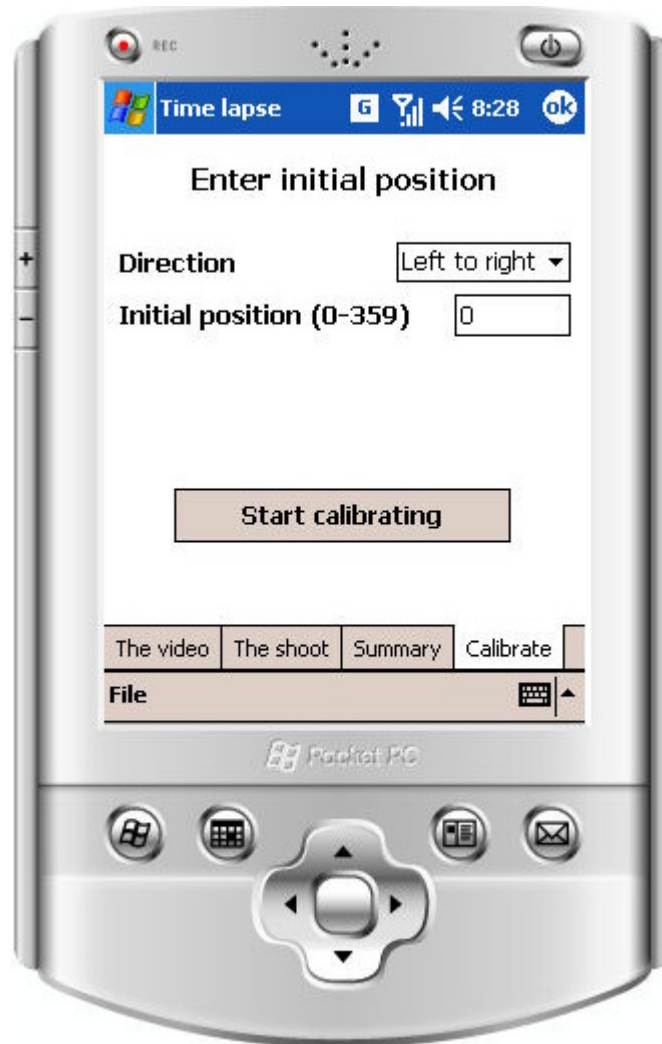 REC
Time lapse G 8:28 ok
Enter initial position
Direction Left to right
Initial position (0-359) 0
Start calibrating
The video The shoot Summary Calibrate
File
Pocket PC